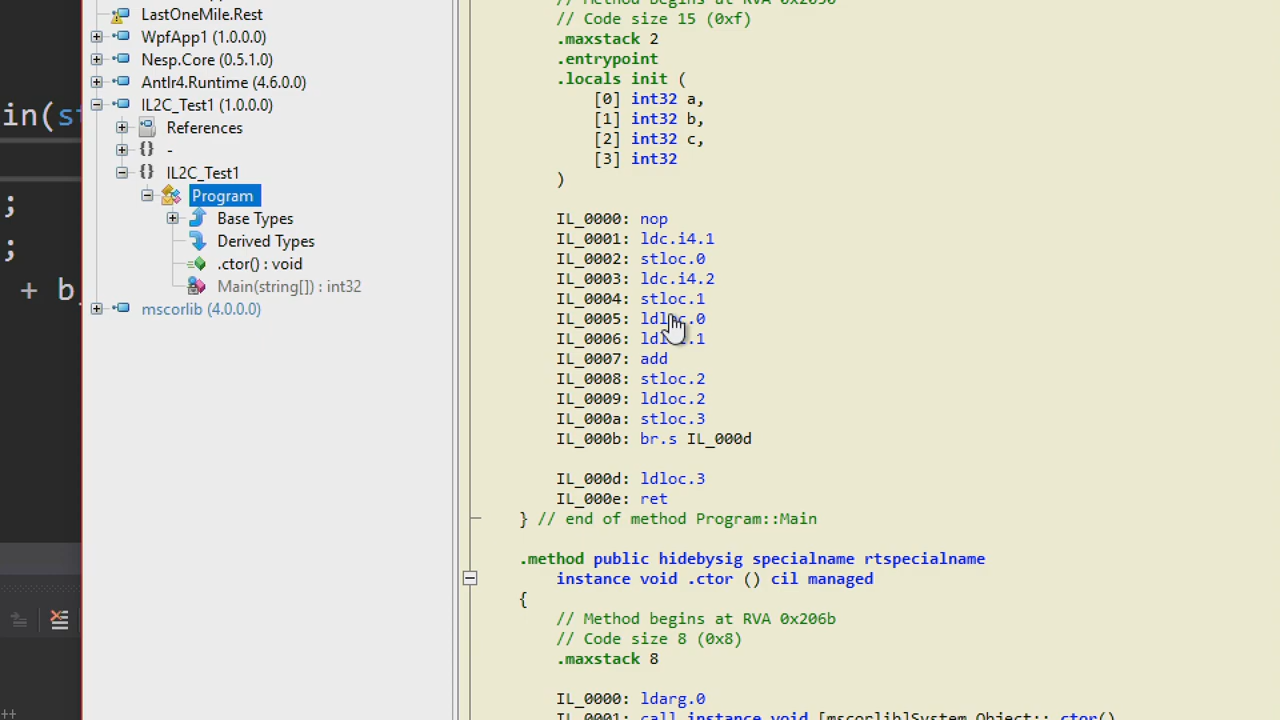 in(st
;
;
+ b
++
LastOneMile.Rest
WpfApp1 (1.0.0.0)
Nesp.Core (0.5.1.0)
Antlr4.Runtime (4.6.0.0)
IL2C_Test1 (1.0.0.0)
References
{} -
{} IL2C_Test1
Program
Base Types
Derived Types
.ctor() : void
Main(string[]) : int32
mscorlib (4.0.0.0)
// Method begins at RVA 0x2050
// Code size 15 (0xf)
.maxstack 2
.entrypoint
.locals init (
[0] int32 a,
[1] int32 b,
[2] int32 c,
[3] int32
)
IL_0000: nop
IL_0001: ldc.i4.1
IL_0002: stloc.0
IL_0003: ldc.i4.2
IL_0004: stloc.1
IL_0005: ldloc.0
IL_0006: ldloc.1
IL_0007: add
IL_0008: stloc.2
IL_0009: ldloc.2
IL_000a: stloc.3
IL_000b: br.s IL_000d
IL_000d: ldloc.3
IL_000e: ret
} // end of method Program::Main
.method public hidebysig specialname rtspecialname
instance void .ctor () cil managed
{
// Method begins at RVA 0x206b
// Code size 8 (0x8)
.maxstack 8
IL_0000: ldarg.0
IL_0001: call instance void [mscorlib]System.Object::.ctor()